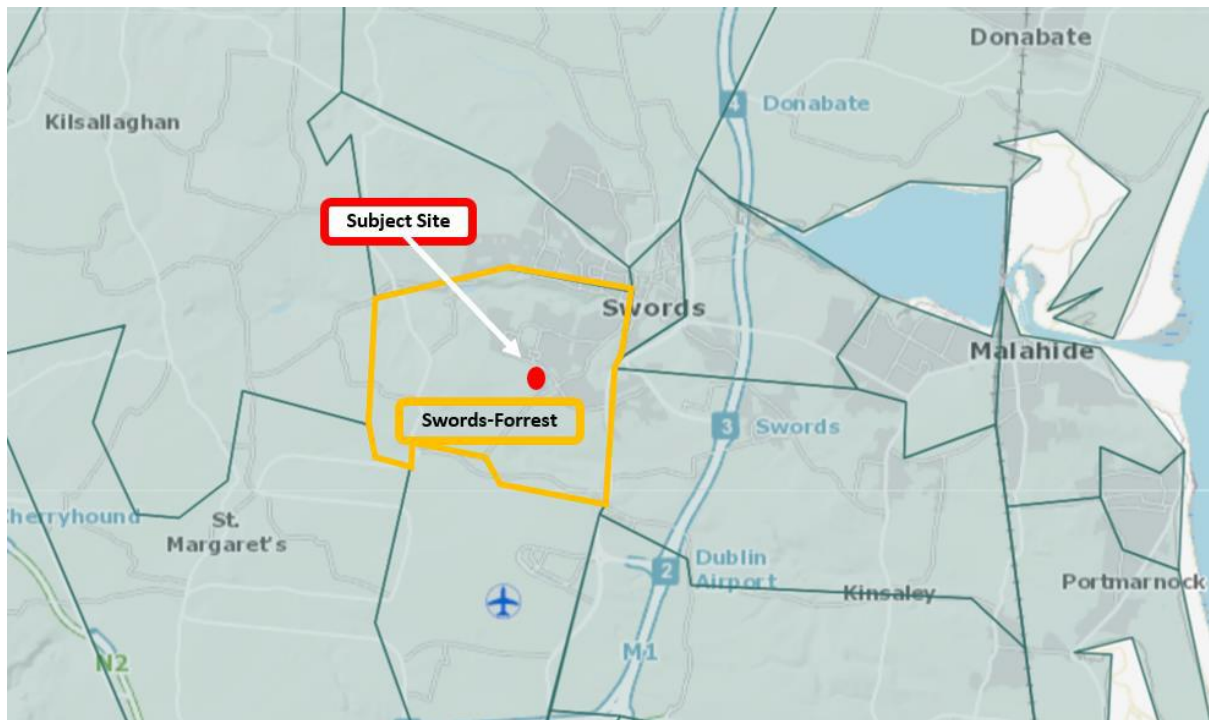 Donabate
4
Donabate
Kilsallaghan
Subject Site
Swords
Malahide
Swords-Forrest
3
Swords
Cherryhound
St.
Margaret's
2
Dublin
Airport
Kinsaley
Portmarnock
M1
N2